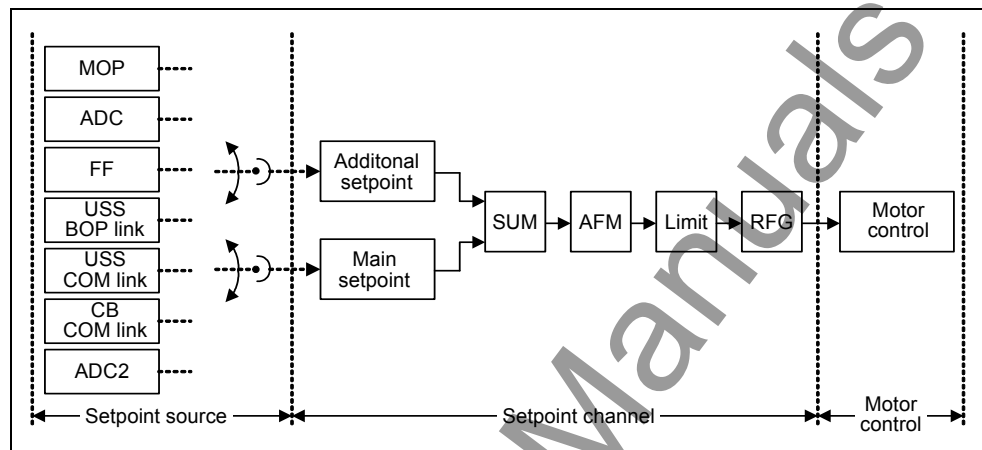 MOP
ADC
FF
USS
BOP link
USS
COM link
CB
COM link
ADC2
Additonal
setpoint
Main
setpoint
SUM
AFM
Limit
RFG
Motor
control
Setpoint source
Setpoint channel
Motor
control
Manuals